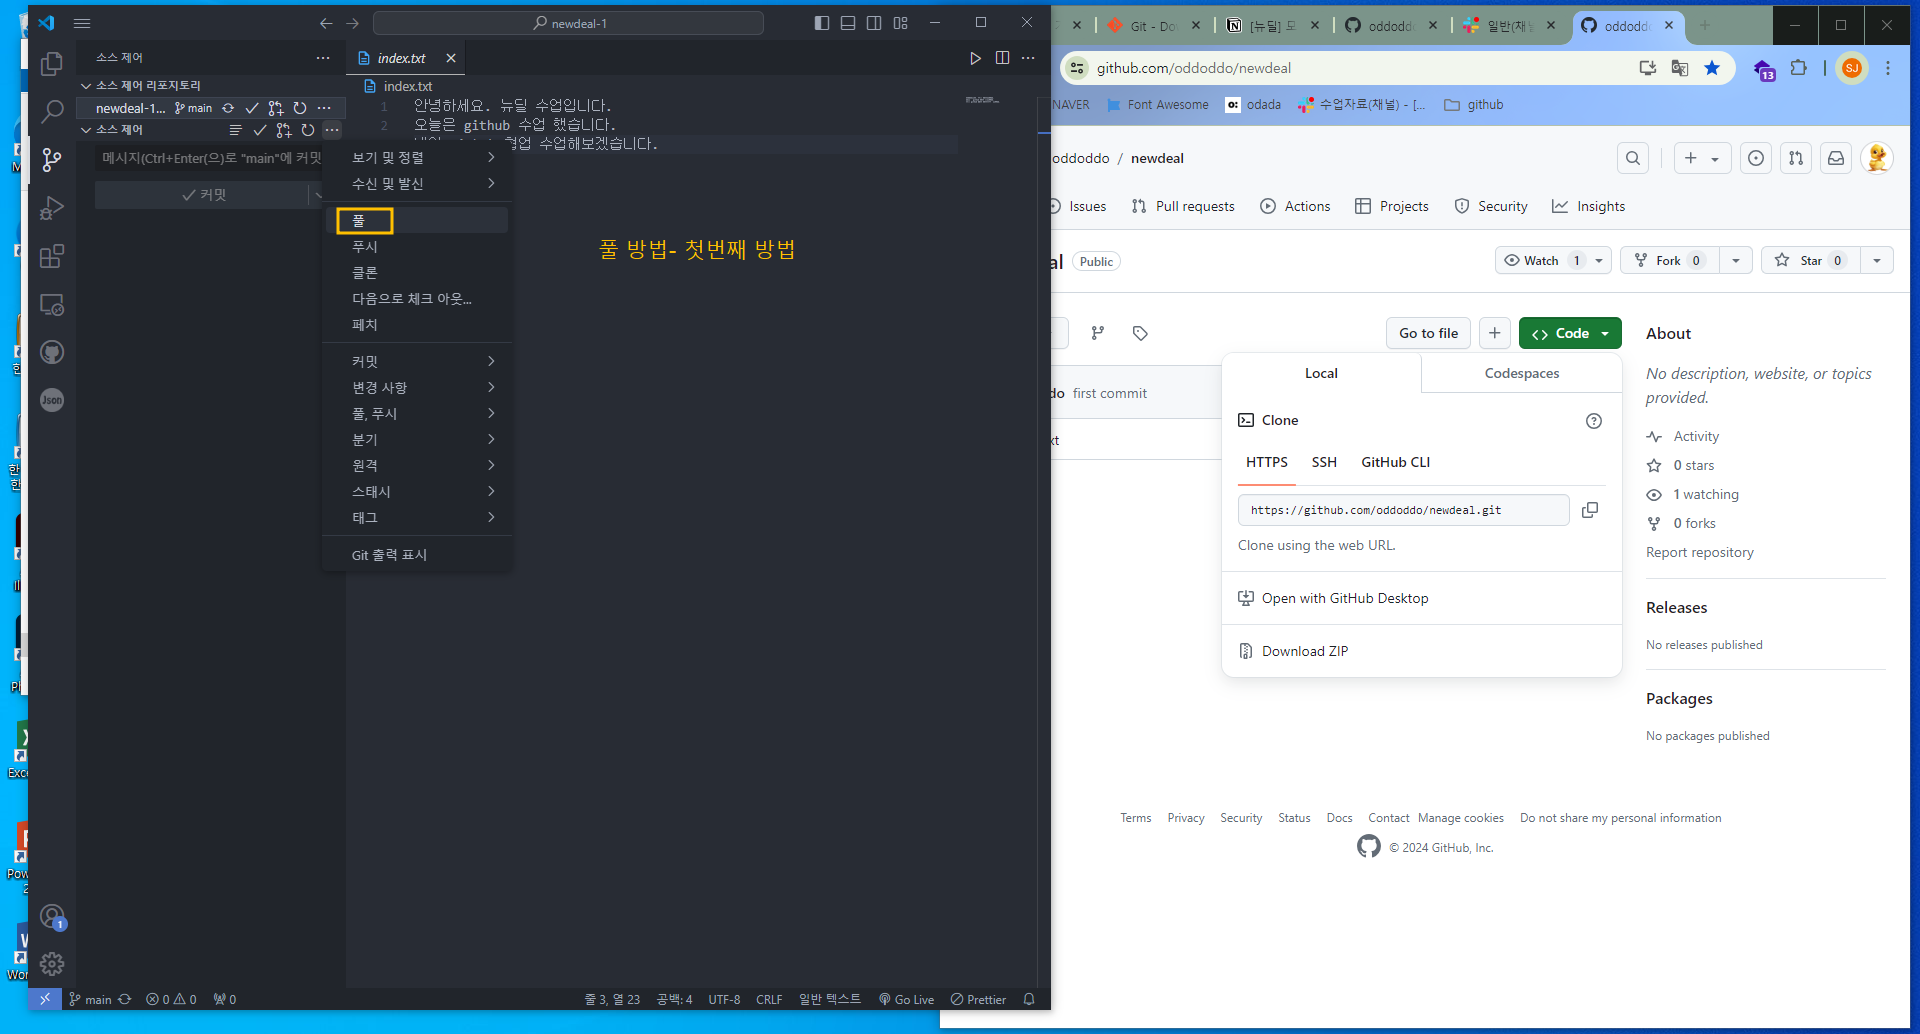 newdeal-1
소스 제어
index.txt
소스 제어 리포지토리
newdeal-1... main
소스 제어
메시지(Ctrl+Enter(으)로 "main"에 커밋
커밋
index.txt
1 안녕하세요. 뉴딜 수업입니다.
2 오늘은 github 수업 했습니다.
수업해보겠습니다.
보기 및 정렬
수신 및 발신
풀
푸시
클론
다음으로 체크 아웃...
페치
커밋
변경 사항
풀, 푸시
분기
원격
스태시
태그
Git 출력 표시
풀 방법- 첫번째 방법
Json
1
main 0 0 0
줄 3, 열 23 공백: 4 UTF-8 CRLF 일반 텍스트 Go Live Prettier
Git - Do [뉴딜] oddodd 일반(채널 oddodd
github.com/oddoddo/newdeal
13
SJ
NAVER Font Awesome odada 수업자료(채널) - [... github
oddoddo / newdeal
Issues Pull requests Actions Projects Security Insights
al Public
Watch 1 Fork 0 Star 0
Go to file Code
do first commit
xt
Local Codespaces
Clone
HTTPS SSH GitHub CLI
https://github.com/oddoddo/newdeal.git
Clone using the web URL.
Open with GitHub Desktop
Download ZIP
About
No description, website, or topics
provided.
Activity
0 stars
1 watching
0 forks
Report repository
Releases
No releases published
Packages
No packages published
Terms Privacy Security Status Docs Contact Manage cookies Do not share my personal information
© 2024 GitHub, Inc.